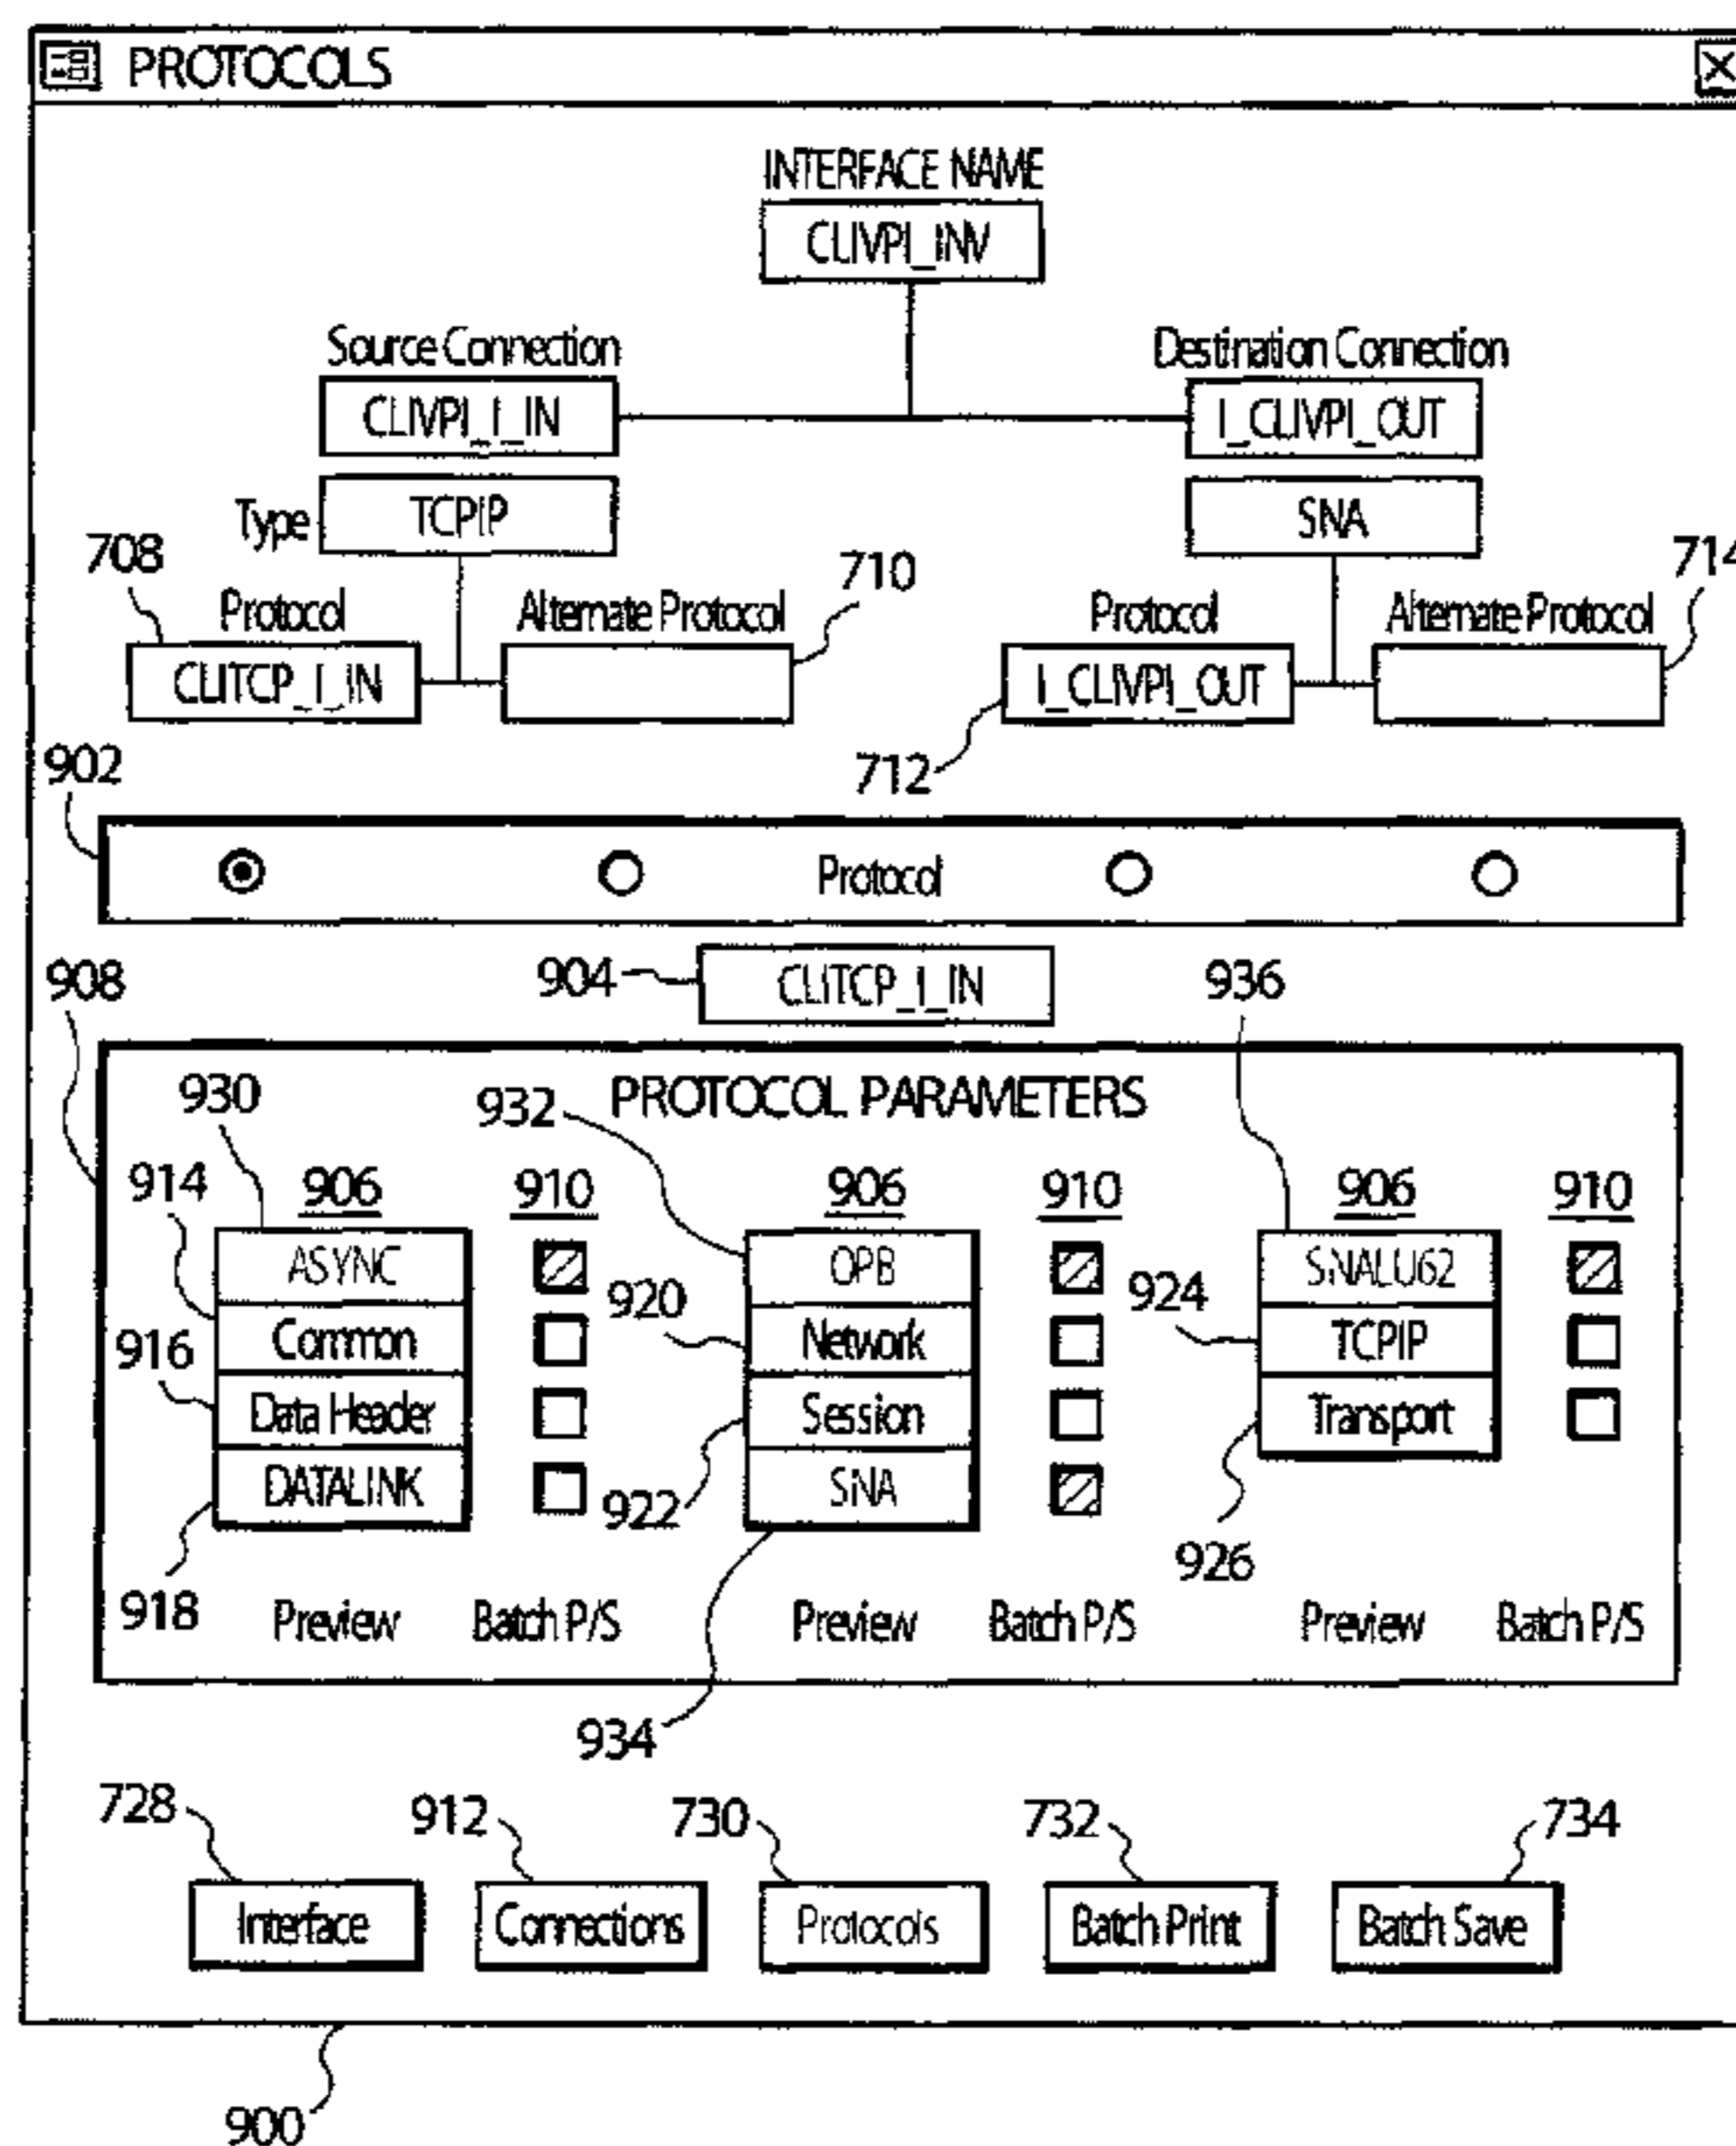 PROTOCOLS
INTERFACE NAME
CLIVPI_INV
Source Connection Destination Connection
CLIVPI_I_IN I_CLIVPI_OUT
Type TCPIP SNA
708 710 714
Protocol Alternate Protocol Protocol Alternate Protocol
CLITCP_I_IN I_CLIVPI_OUT
902 712
Protocol
908 904 CLITCP_I_IN 936
930 932 PROTOCOL PARAMETERS
914 906 910 906 910 906 910
ASYNC OPB SNALU62
920 924
916 Common Network TCPIP
Data Header Session Transport
DATALINK 922 SNA
926
918 Preview Batch P/S Preview Batch P/S Preview Batch P/S
934
728 912 730 732 734
Interface Connections Protocols Batch Print Batch Save
900